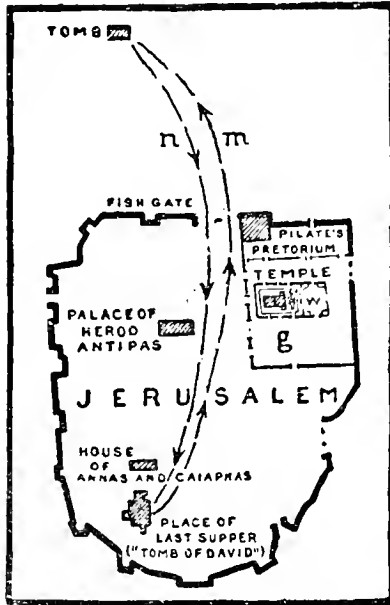 TOMB
n
m
FISH GATE
PILATE'S
PRETORIUM
TEMPLE
W
g
PALACE OF
HEROD
ANTIPAS
JERUSALEM
HOUSE
OF
ANNAS AND CAIAPHAS
PLACE OF
LAST SUPPER
("TOMB OF DAVID")